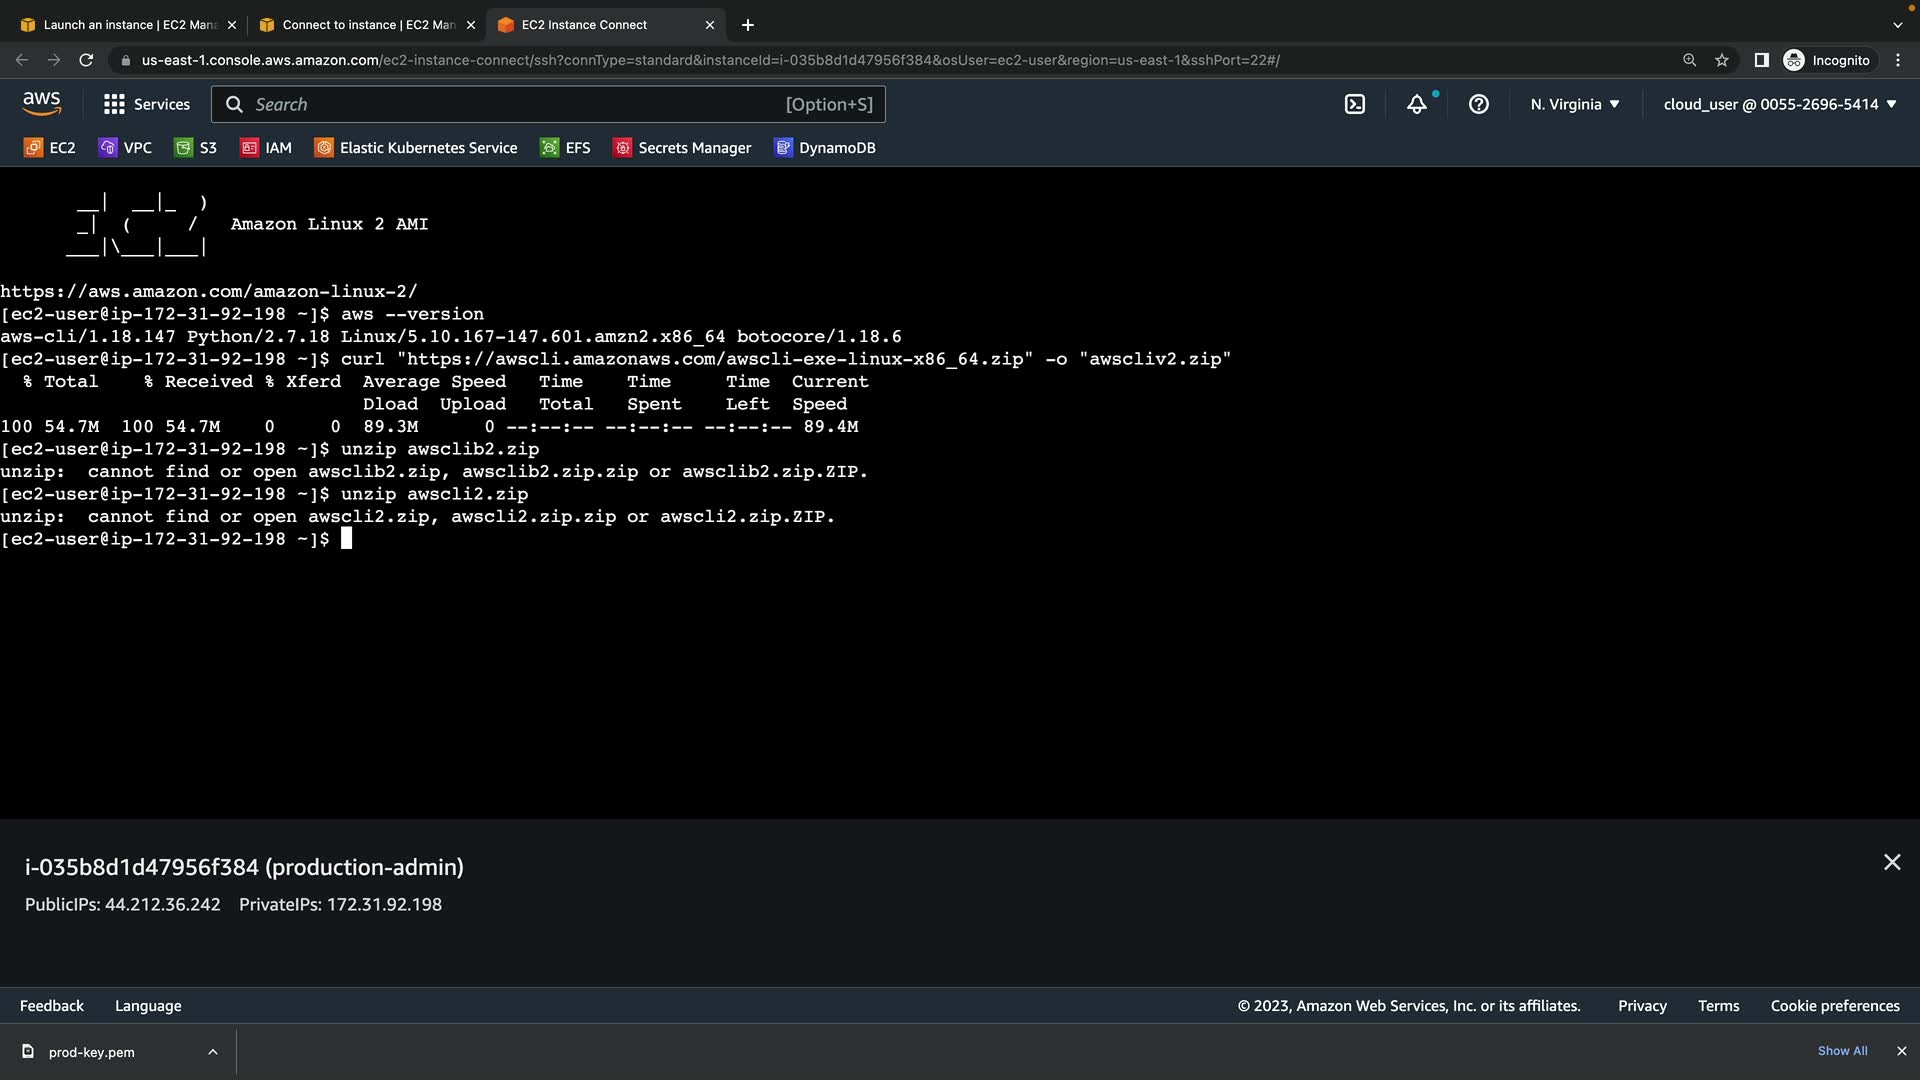 Launch an instance | EC2 Mana
Connect to instance | EC2 Man
EC2 Instance Connect
us-east-1.console.aws.amazon.com/ec2-instance-connect/ssh?connType=standard&instanceId=i-035b8d1d47956f384&osUser=ec2-user&region=us-east-1&sshPort=22#/
Incognito
aws
Services
Search
[Option+S]
N. Virginia
cloud_user @ 0055-2696-5414
EC2
VPC
S3
IAM
Elastic Kubernetes Service
EFS
Secrets Manager
DynamoDB
__|  __|_  )
_|  (     /   Amazon Linux 2 AMI
___|\___|___|
https://aws.amazon.com/amazon-linux-2/
[ec2-user@ip-172-31-92-198 ~]$ aws --version
aws-cli/1.18.147 Python/2.7.18 Linux/5.10.167-147.601.amzn2.x86_64 botocore/1.18.6
[ec2-user@ip-172-31-92-198 ~]$ curl "https://awscli.amazonaws.com/awscli-exe-linux-x86_64.zip" -o "awscliv2.zip"
  % Total    % Received % Xferd  Average Speed   Time    Time     Time  Current
                                 Dload  Upload   Total   Spent    Left  Speed
100 54.7M  100 54.7M    0     0  89.3M      0 --:--:-- --:--:-- --:--:-- 89.4M
[ec2-user@ip-172-31-92-198 ~]$ unzip awsclib2.zip
unzip:  cannot find or open awsclib2.zip, awsclib2.zip.zip or awsclib2.zip.ZIP.
[ec2-user@ip-172-31-92-198 ~]$ unzip awscli2.zip
unzip:  cannot find or open awscli2.zip, awscli2.zip.zip or awscli2.zip.ZIP.
[ec2-user@ip-172-31-92-198 ~]$
i-035b8d1d47956f384 (production-admin)
PublicIPs: 44.212.36.242 PrivateIPs: 172.31.92.198
Feedback
Language
© 2023, Amazon Web Services, Inc. or its affiliates.
Privacy
Terms
Cookie preferences
prod-key.pem
Show All